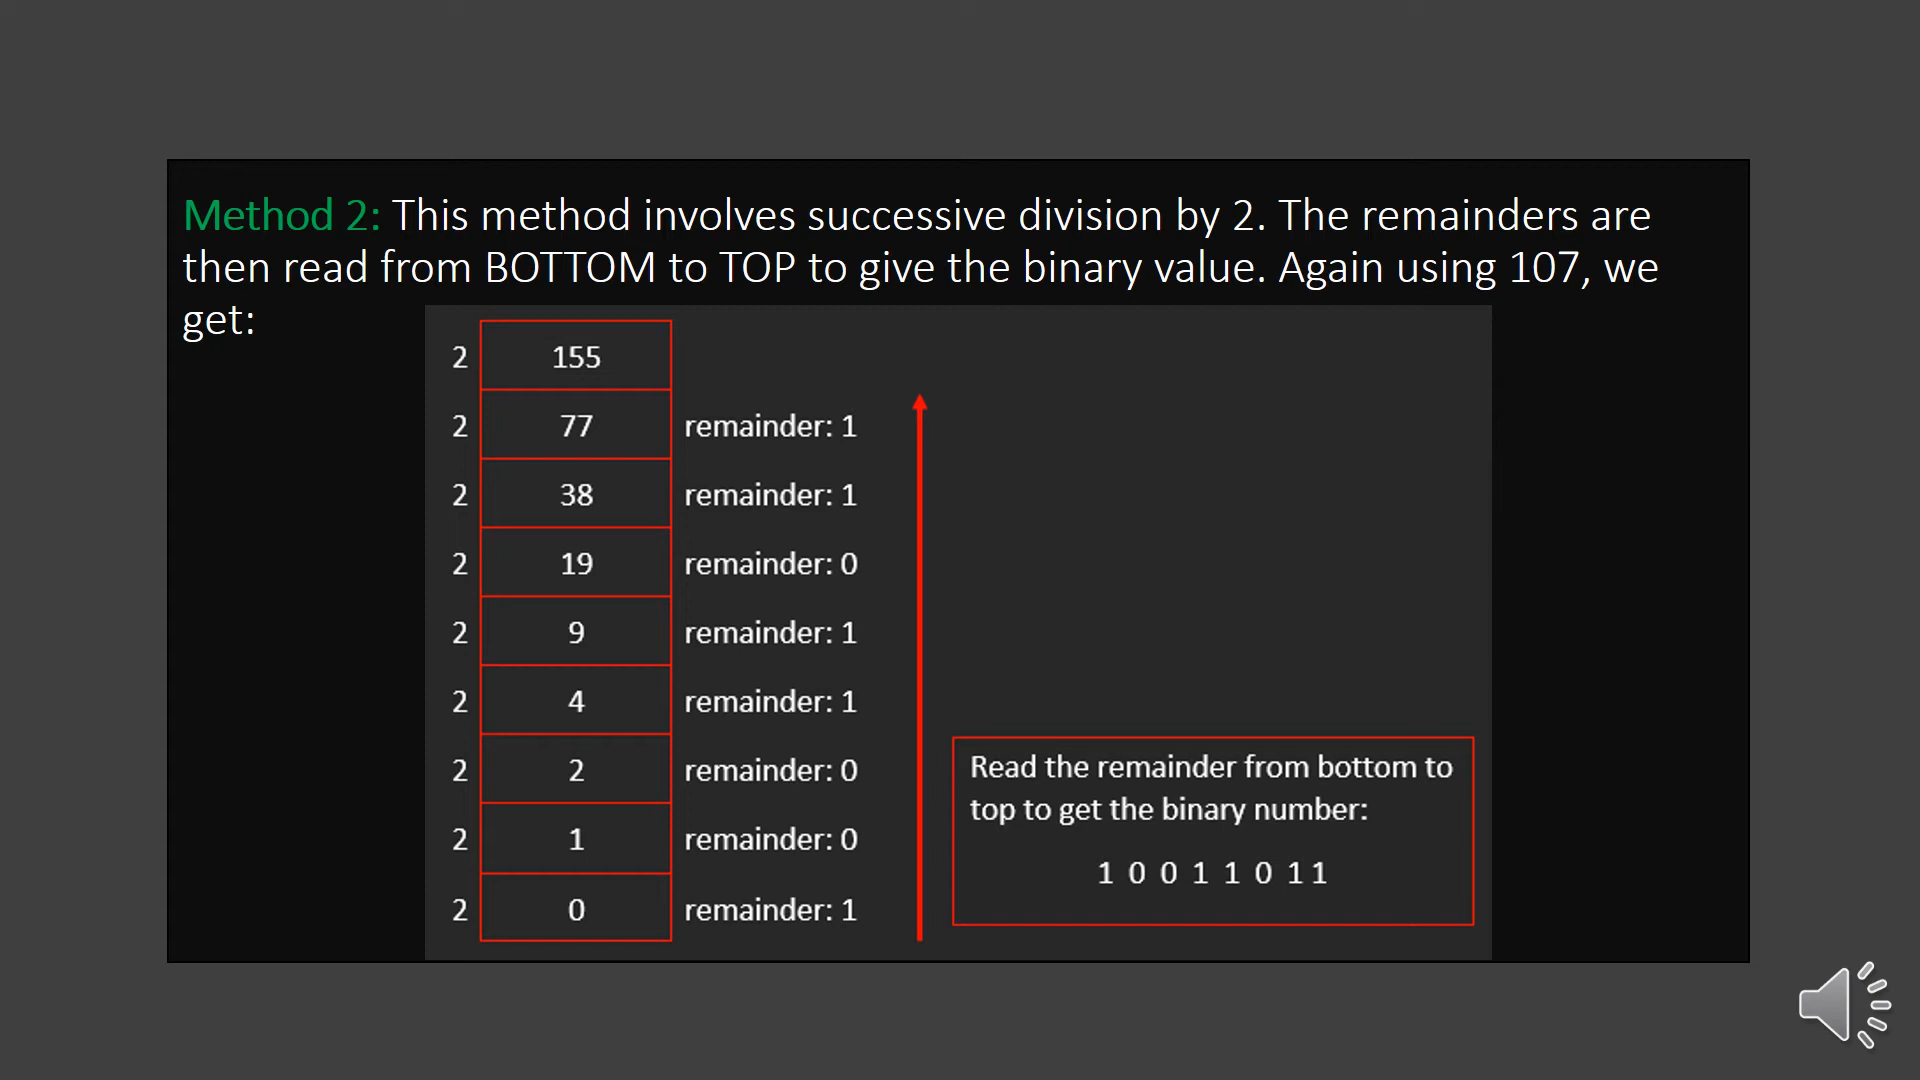 Method 2: This method involves successive division by 2. The remainders are
then read from BOTTOM to TOP to give the binary value. Again using 107, we
get:
2 155
2 77 remainder: 1
2 38 remainder: 1
2 19 remainder: 0
2 9 remainder: 1
2 4 remainder: 1
2 2 remainder: 0
2 1 remainder: 0
2 0 remainder: 1
Read the remainder from bottom to
top to get the binary number:
1 0 0 1 1 0 1 1